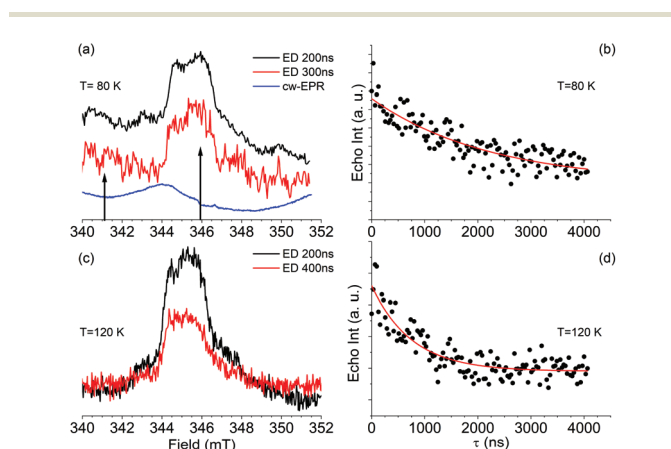 (a)
ED 200ns
ED 300ns
cw-EPR
T= 80 K
340 342 344 346 348 350 352
(b)
T=80 K
Echo Int (a. u.)
0 1000 2000 3000 4000
(c)
ED 200ns
ED 400ns
T=120 K
340 342 344 346 348 350 352
Field (mT)
(d)
T=120 K
Echo Int (a. u.)
0 1000 2000 3000 4000
τ (ns)